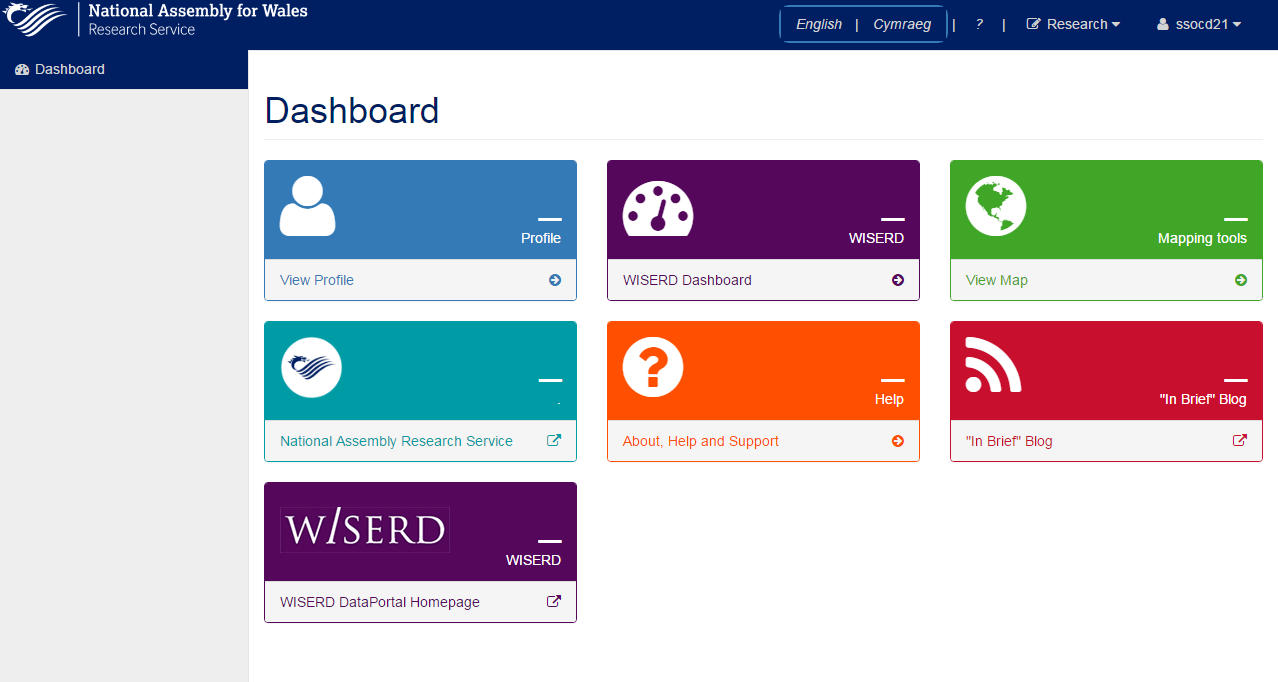 National Assembly for Wales
Research Service
English | Cymraeg | ? | Research ssocd21
Dashboard
Dashboard
Profile
View Profile
WISERD
WISERD Dashboard
Mapping tools
View Map
.
National Assembly Research Service
?
Help
About, Help and Support
"In Brief" Blog
"In Brief" Blog
WISERD
WISERD
WISERD DataPortal Homepage